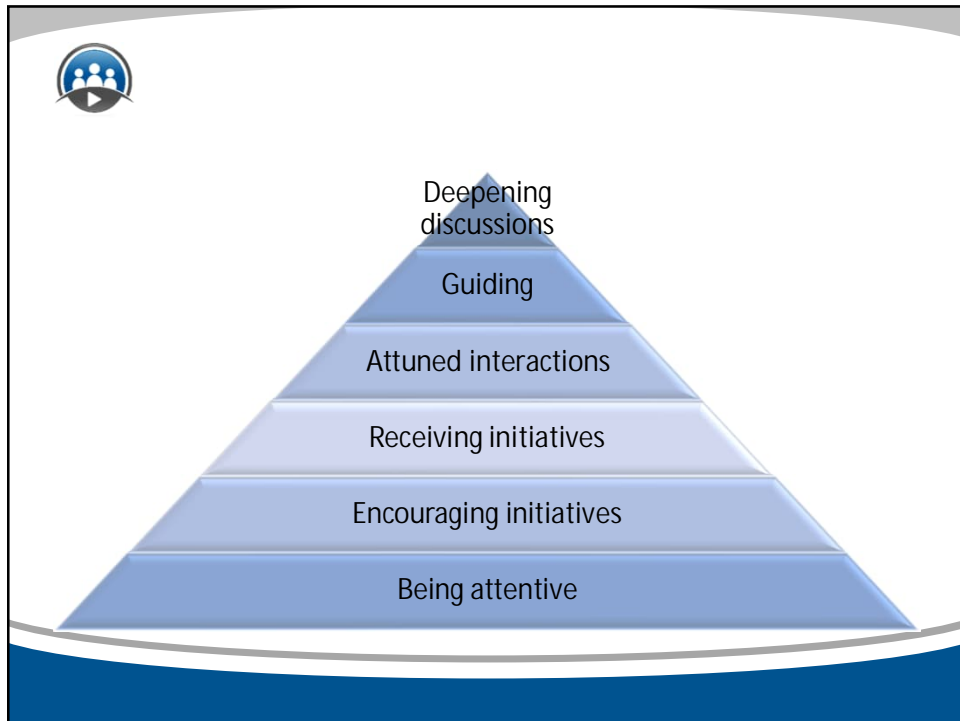 Deepening
discussions
Guiding
Attuned interactions
Receiving initiatives
Encouraging initiatives
Being attentive